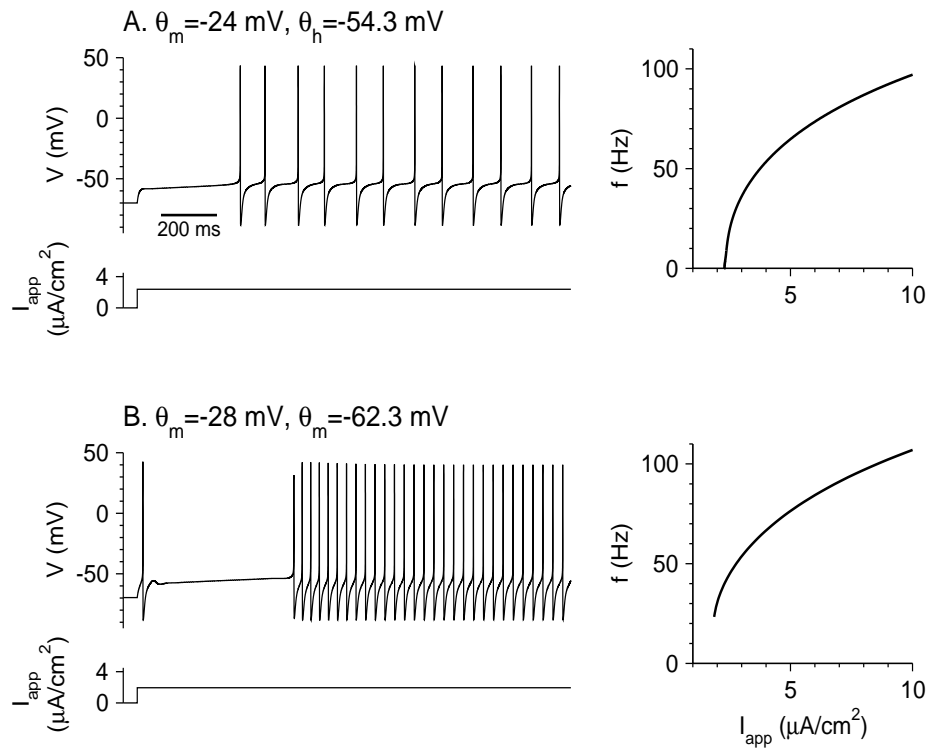 A. θm=-24 mV, θh=-54.3 mV
50
0
-50
V (mV)
200 ms
4
0
Iapp
(μA/cm²)
100
50
0
f (Hz)
5
10
B. θm=-28 mV, θm=-62.3 mV
50
0
-50
V (mV)
4
0
Iapp
(μA/cm²)
100
50
0
f (Hz)
5
10
Iapp (μA/cm²)